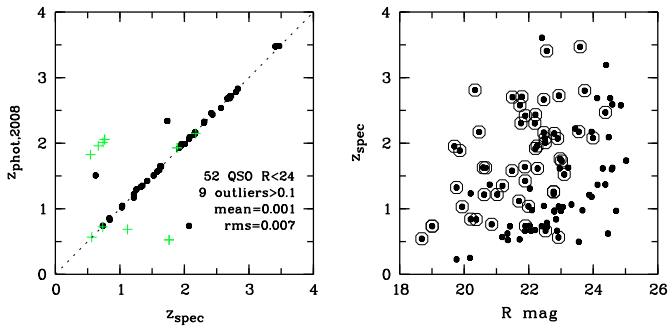 4
3
2
1
0
z_phot,2008
52 QSO R<24
9 outliers>0.1
mean=0.001
rms=0.007
0
1
2
3
4
z_spec
4
3
2
1
0
z_spec
18
20
22
24
26
R mag